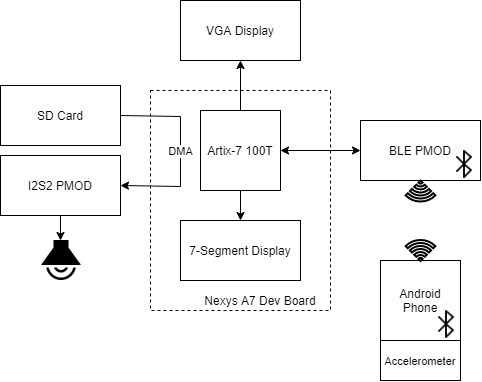 VGA Display
SD Card
DMA
Artix-7 100T
BLE PMOD
I2S2 PMOD
7-Segment Display
Nexys A7 Dev Board
Android
Phone
Accelerometer